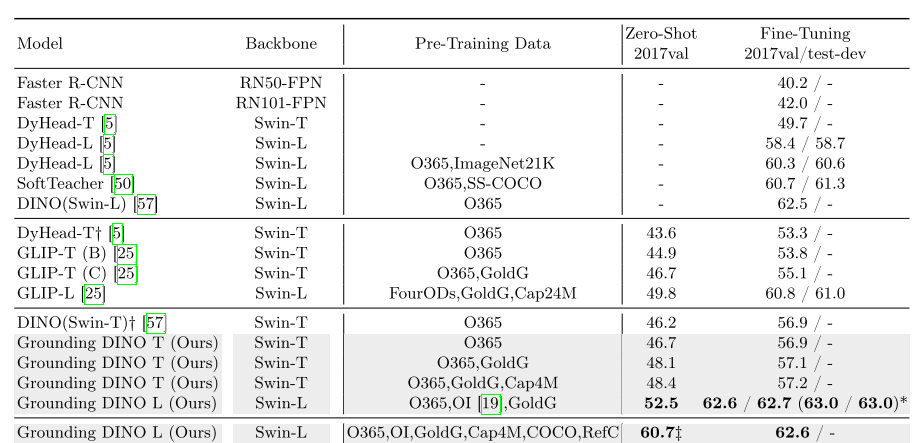 Model Backbone Pre-Training Data Zero-Shot 2017val Fine-Tuning 2017val/test-dev
Faster R-CNN RN50-FPN - - 40.2 / -
Faster R-CNN RN101-FPN - - 42.0 / -
DyHead-T [5] Swin-T - - 49.7 / -
DyHead-L [5] Swin-L - - 58.4 / 58.7
DyHead-L [5] Swin-L O365,ImageNet21K - 60.3 / 60.6
SoftTeacher [50] Swin-L O365,SS-COCO - 60.7 / 61.3
DINO(Swin-L) [57] Swin-L O365 - 62.5 / -
DyHead-T† [5] Swin-T O365 43.6 53.3 / -
GLIP-T (B) [25] Swin-T O365 44.9 53.8 / -
GLIP-T (C) [25] Swin-T O365,GoldG 46.7 55.1 / -
GLIP-L [25] Swin-L FourODs,GoldG,Cap24M 49.8 60.8 / 61.0
DINO(Swin-T)† [57] Swin-T O365 46.2 56.9 / -
Grounding DINO T (Ours) Swin-T O365 46.7 56.9 / -
Grounding DINO T (Ours) Swin-T O365,GoldG 48.1 57.1 / -
Grounding DINO T (Ours) Swin-T O365,GoldG,Cap4M 48.4 57.2 / -
Grounding DINO L (Ours) Swin-L O365,OI [19],GoldG 52.5 62.6 / 62.7 (63.0 / 63.0)*
Grounding DINO L (Ours) Swin-L O365,OI,GoldG,Cap4M,COCO,RefC 60.7‡ 62.6 / -